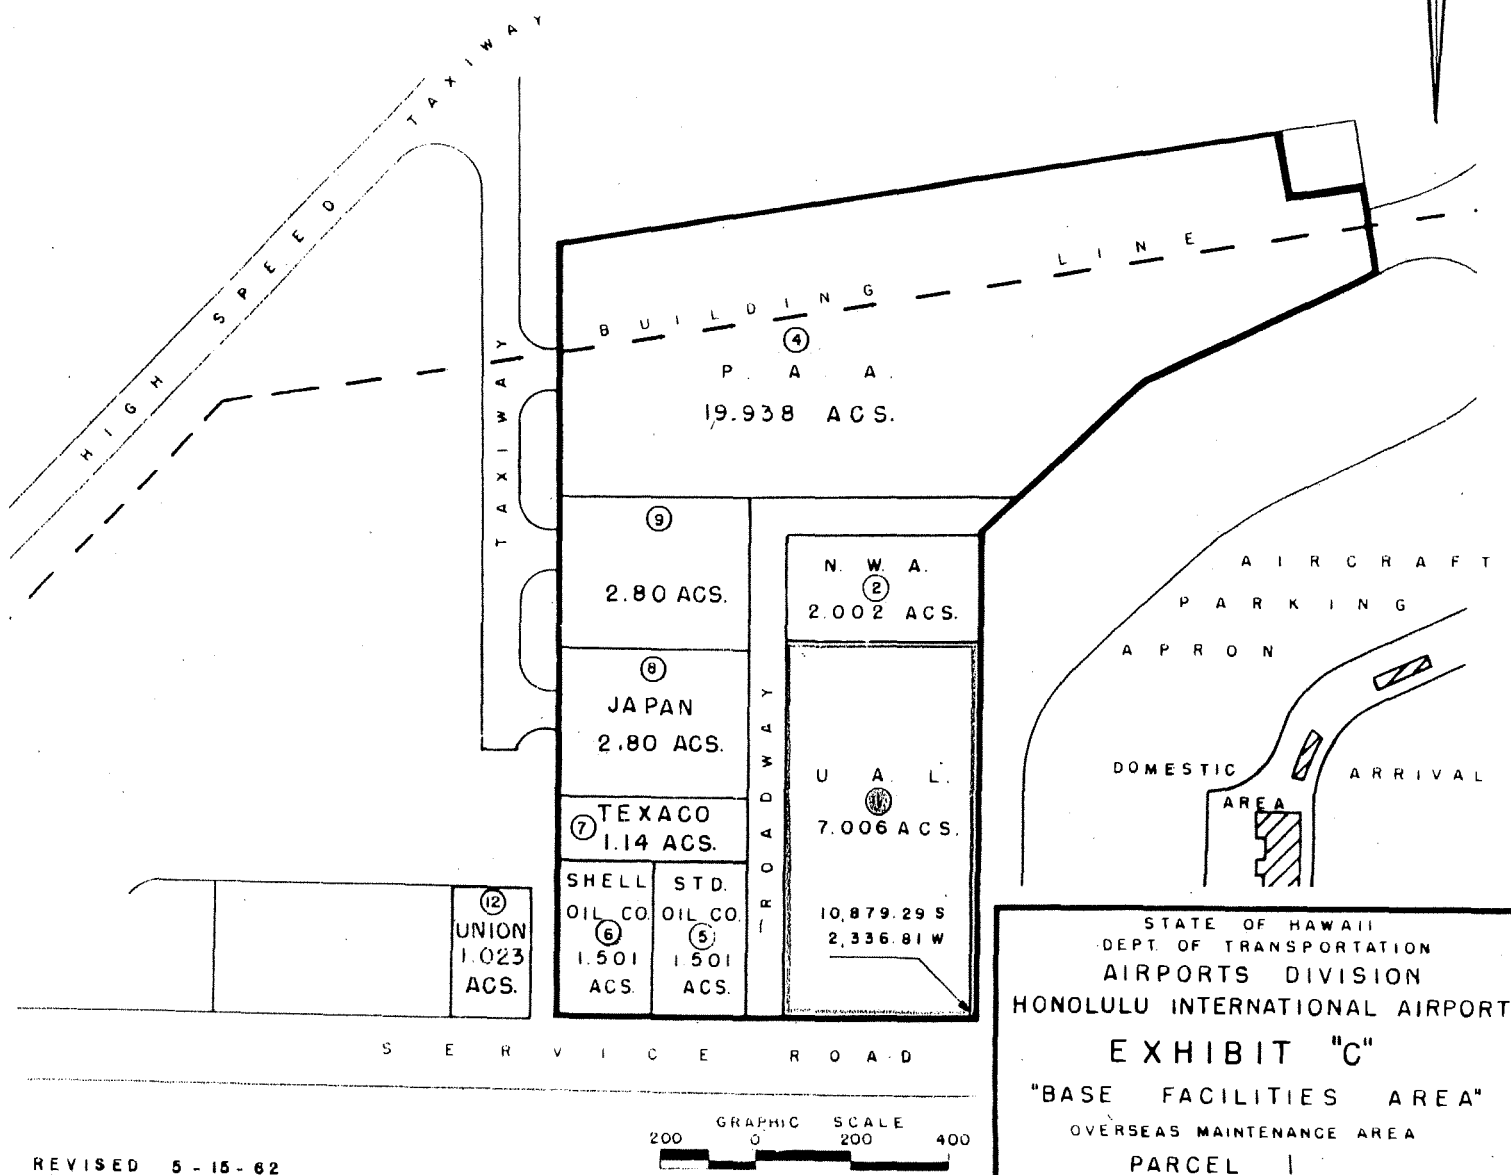 HIGH SPEED TAXIWAY
TAXIWAY
BUILDING LINE
4
P. A. A.
19.938 ACS.
9
2.80 ACS.
N. W. A.
2
2.002 ACS.
8
JAPAN
2.80 ACS.
ROADWAY
U. A. L.
7.006 ACS.
7
TEXACO
1.14 ACS.
SHELL
OIL CO.
6
1.501
ACS.
STD.
OIL CO.
5
1.501
ACS.
10,879.29 S
2,336.81 W
12
UNION
1.023
ACS.
AIRCRAFT
PARKING
APRON
DOMESTIC ARRIVAL
AREA
SERVICE ROAD
STATE OF HAWAII
DEPT. OF TRANSPORTATION
AIRPORTS DIVISION
HONOLULU INTERNATIONAL AIRPORT
EXHIBIT "C"
"BASE FACILITIES AREA"
OVERSEAS MAINTENANCE AREA
PARCEL 1
GRAPHIC SCALE
200 0 200 400
REVISED 5-15-62